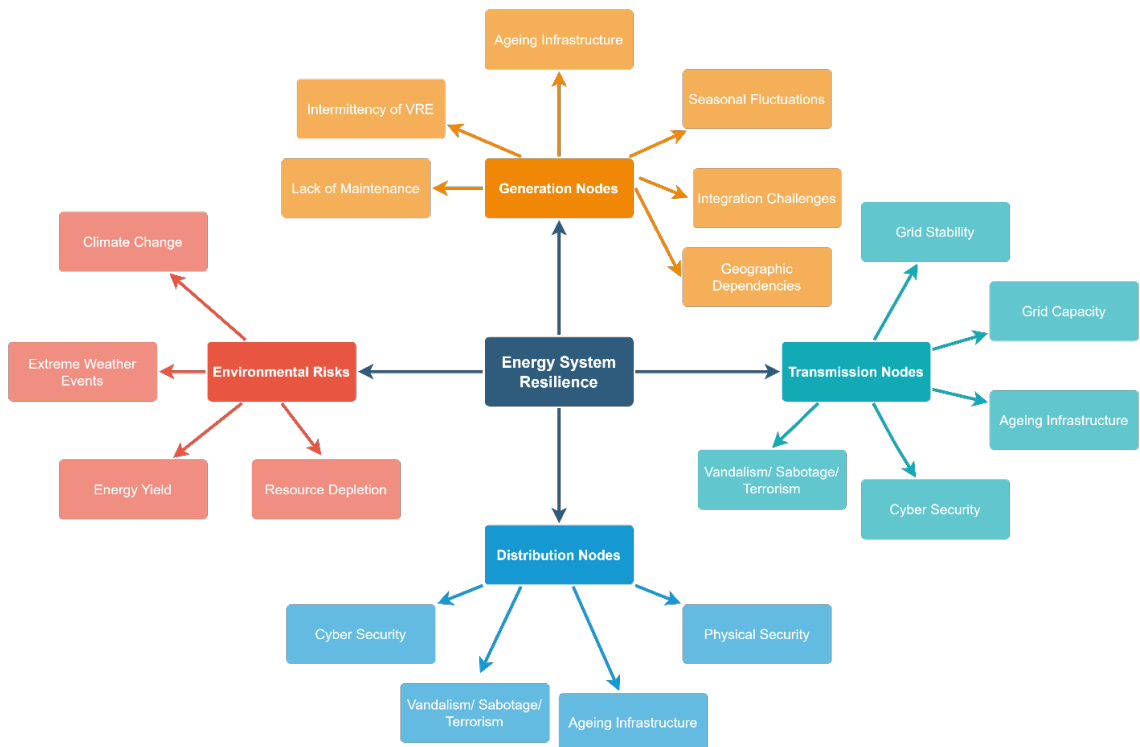 Ageing Infrastructure
Intermittency of VRE
Seasonal Fluctuations
Lack of Maintenance
Generation Nodes
Integration Challenges
Geographic
Dependencies
Climate Change
Extreme Weather
Events
Environmental Risks
Energy Yield
Resource Depletion
Energy System
Resilience
Grid Stability
Grid Capacity
Transmission Nodes
Ageing Infrastructure
Vandalism/ Sabotage/
Terrorism
Cyber Security
Distribution Nodes
Cyber Security
Physical Security
Vandalism/ Sabotage/
Terrorism
Ageing Infrastructure